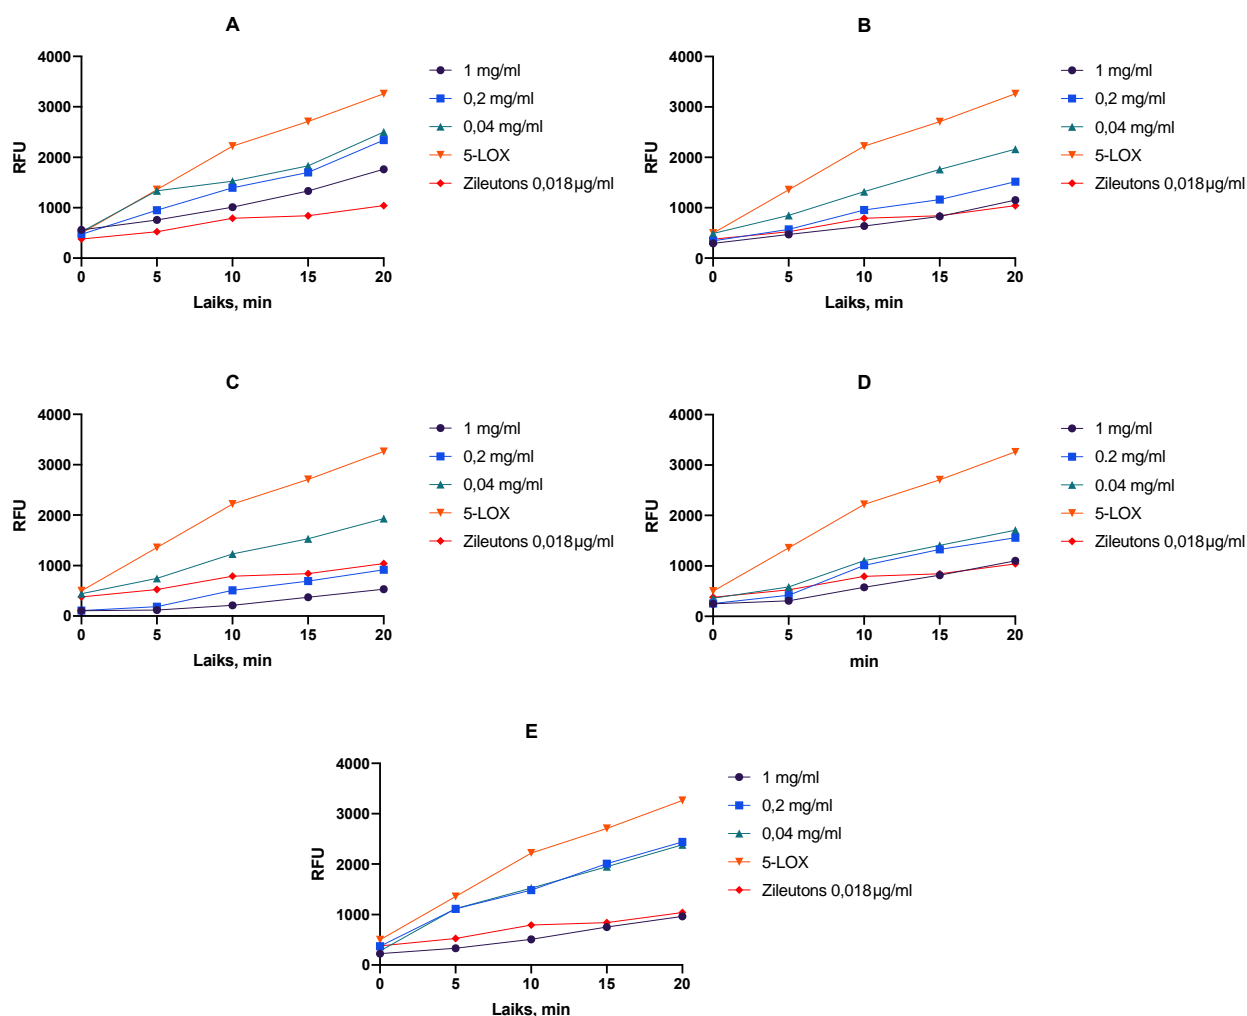 A
4000
3000
2000
1000
0
RFU
0 5 10 15 20
Laiks, min
1 mg/ml
0,2 mg/ml
0,04 mg/ml
5-LOX
Zileutons 0,018µg/ml
B
4000
3000
2000
1000
0
RFU
0 5 10 15 20
Laiks, min
1 mg/ml
0,2 mg/ml
0,04 mg/ml
5-LOX
Zileutons 0,018µg/ml
C
4000
3000
2000
1000
0
RFU
0 5 10 15 20
Laiks, min
1 mg/ml
0,2 mg/ml
0,04 mg/ml
5-LOX
Zileutons 0,018µg/ml
D
4000
3000
2000
1000
0
RFU
0 5 10 15 20
min
1 mg/ml
0.2 mg/ml
0.04 mg/ml
5-LOX
Zileutons 0,018µg/ml
E
4000
3000
2000
1000
0
RFU
0 5 10 15 20
Laiks, min
1 mg/ml
0,2 mg/ml
0,04 mg/ml
5-LOX
Zileutons 0,018µg/ml